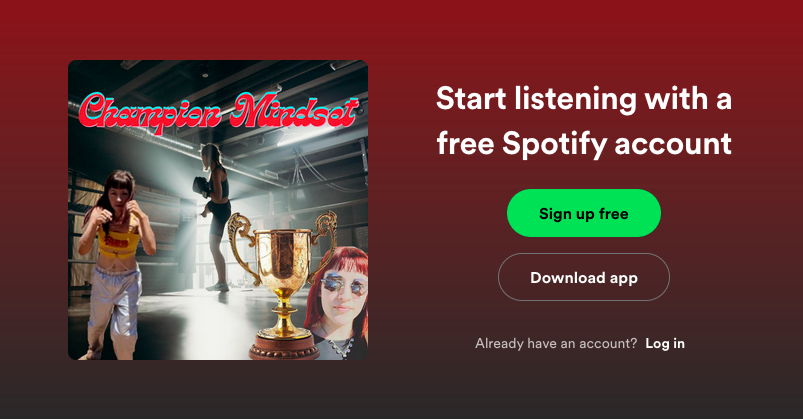 Champion Mindset
Start listening with a
free Spotify account
Sign up free
Download app
Already have an account? Log in